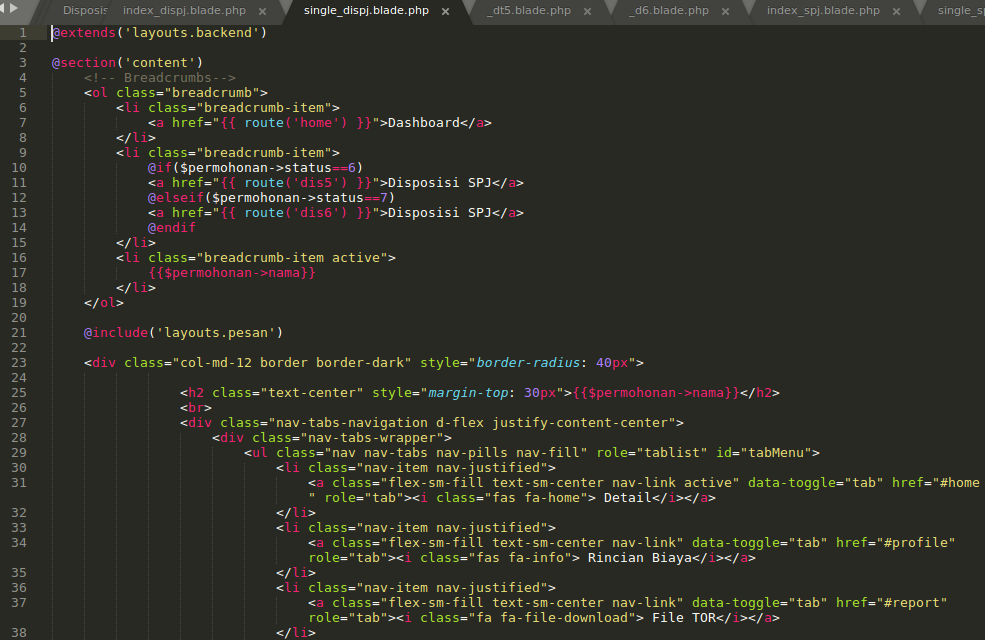 Disposis index_dispj.blade.php × single_dispj.blade.php × _dt5.blade.php × _d6.blade.php × index_spj.blade.php × single_sp
1 @extends('layouts.backend')
2
3 @section('content')
4 <!-- Breadcrumbs-->
5 <ol class="breadcrumb">
6 <li class="breadcrumb-item">
7 <a href="{{ route('home') }}">Dashboard</a>
8 </li>
9 <li class="breadcrumb-item">
10 @if($permohonan->status==6)
11 <a href="{{ route('dis5') }}">Disposisi SPJ</a>
12 @elseif($permohonan->status==7)
13 <a href="{{ route('dis6') }}">Disposisi SPJ</a>
14 @endif
15 </li>
16 <li class="breadcrumb-item active">
17 {{$permohonan->nama}}
18 </li>
19 </ol>
20
21 @include('layouts.pesan')
22
23 <div class="col-md-12 border border-dark" style="border-radius: 40px">
24
25 <h2 class="text-center" style="margin-top: 30px">{{$permohonan->nama}}</h2>
26 <br>
27 <div class="nav-tabs-navigation d-flex justify-content-center">
28 <div class="nav-tabs-wrapper">
29 <ul class="nav nav-tabs nav-pills nav-fill" role="tablist" id="tabMenu">
30 <li class="nav-item nav-justified">
31 <a class="flex-sm-fill text-sm-center nav-link active" data-toggle="tab" href="#home
" role="tab"><i class="fas fa-home"> Detail</i></a>
32 </li>
33 <li class="nav-item nav-justified">
34 <a class="flex-sm-fill text-sm-center nav-link" data-toggle="tab" href="#profile"
role="tab"><i class="fas fa-info"> Rincian Biaya</i></a>
35 </li>
36 <li class="nav-item nav-justified">
37 <a class="flex-sm-fill text-sm-center nav-link" data-toggle="tab" href="#report"
role="tab"><i class="fa fa-file-download"> File TOR</i></a>
38 </li>